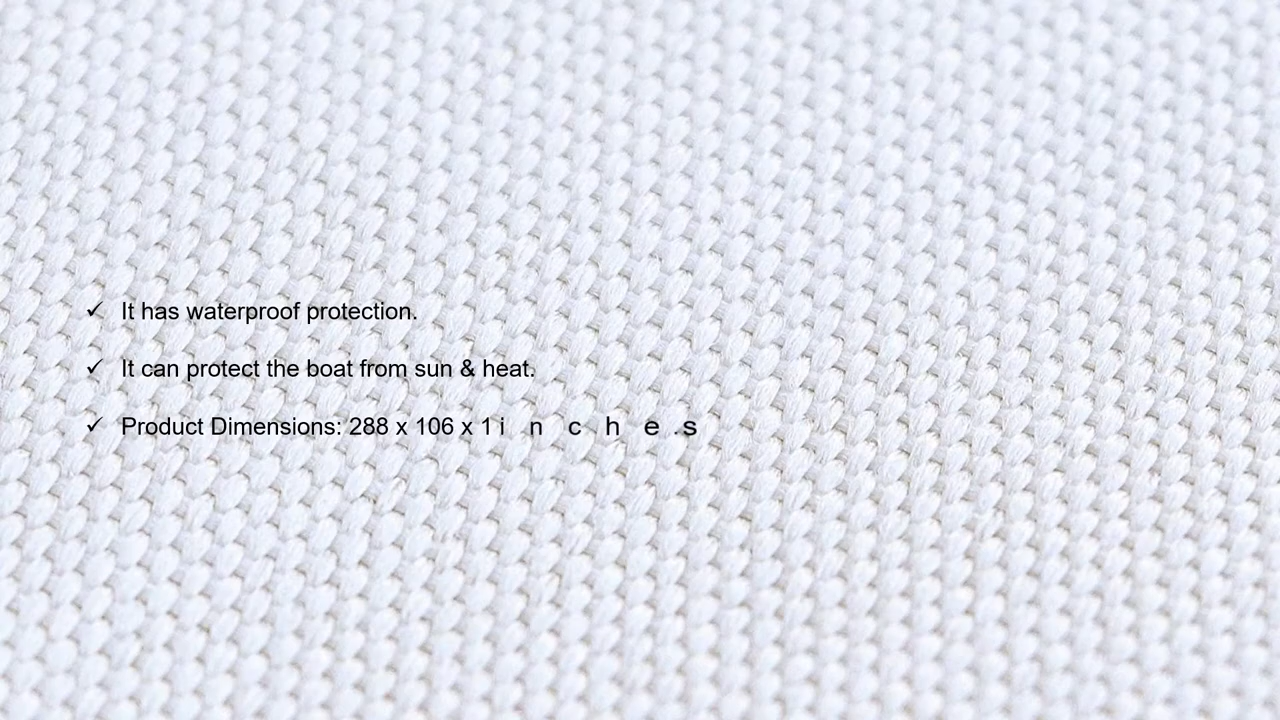 ✓ It has waterproof protection.
✓ It can protect the boat from sun & heat.
✓ Product Dimensions: 288 x 106 x 1 i n c h e .s